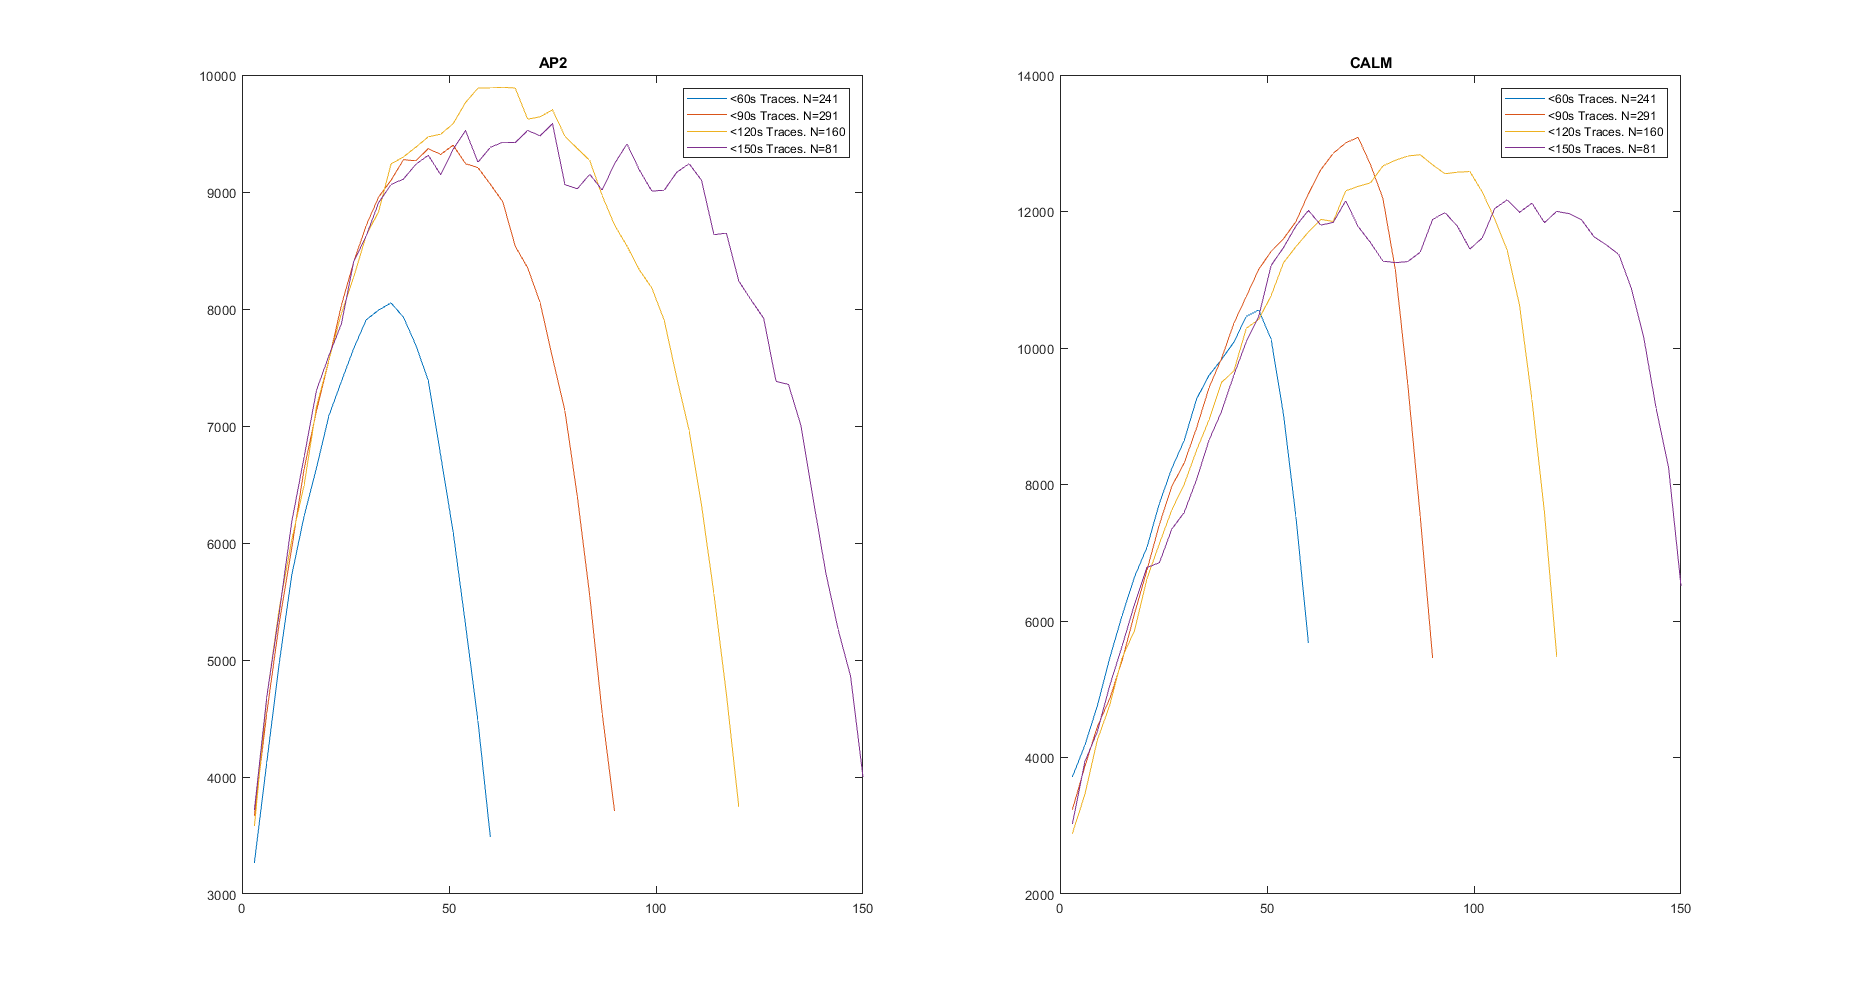 AP2
10000
9000
8000
7000
6000
5000
4000
3000
0
50
100
150
<60s Traces. N=241
<90s Traces. N=291
<120s Traces. N=160
<150s Traces. N=81
CALM
14000
12000
10000
8000
6000
4000
2000
0
50
100
150
<60s Traces. N=241
<90s Traces. N=291
<120s Traces. N=160
<150s Traces. N=81